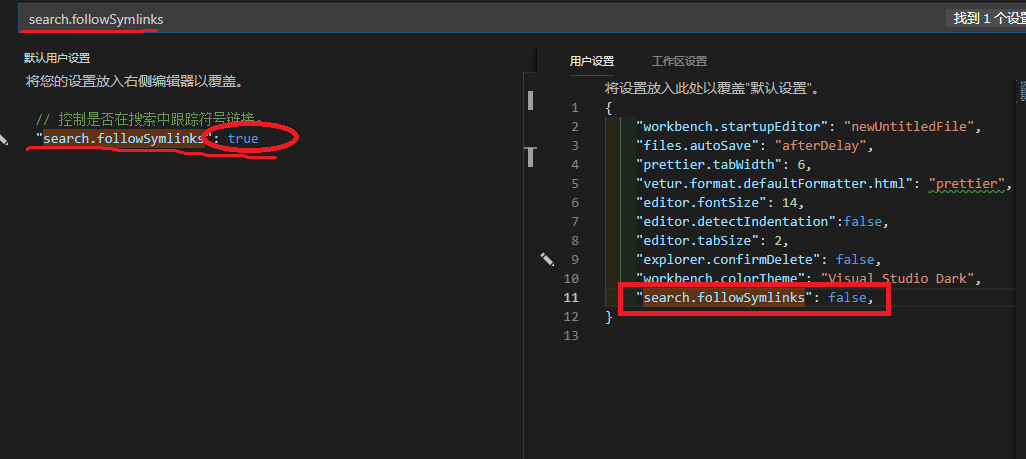 search.followSymlinks
找到 1 个设置
默认用户设置
将您的设置放入右侧编辑器以覆盖。
// 控制是否在搜索中跟踪符号链接。
"search.followSymlinks": true
用户设置 工作区设置
将设置放入此处以覆盖"默认设置"。
1 {
2 "workbench.startupEditor": "newUntitledFile",
3 "files.autoSave": "afterDelay",
4 "prettier.tabWidth": 6,
5 "vetur.format.defaultFormatter.html": "prettier",
6 "editor.fontSize": 14,
7 "editor.detectIndentation":false,
8 "editor.tabSize": 2,
9 "explorer.confirmDelete": false,
10 "workbench.colorTheme": "Visual Studio Dark",
11 "search.followSymlinks": false,
12 }
13